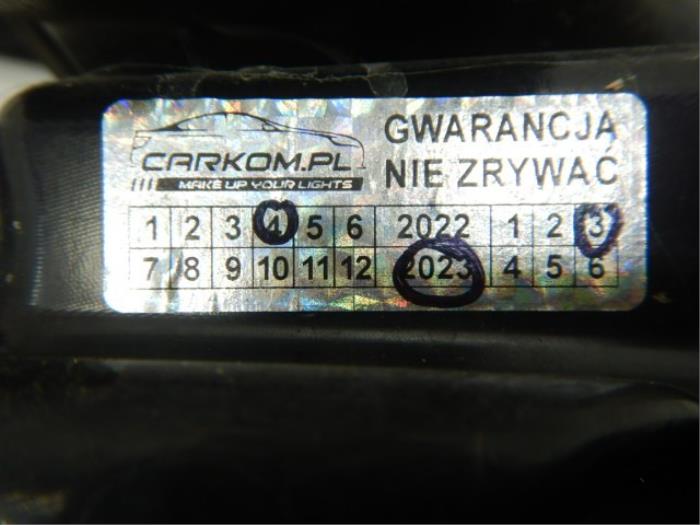 CARKOM.PL
MAKE UP YOUR LIGHTS
GWARANCJA
NIE ZRYWAĆ
1 2 3 4 5 6 2022 1 2 3
7 8 9 10 11 12 2023 4 5 6